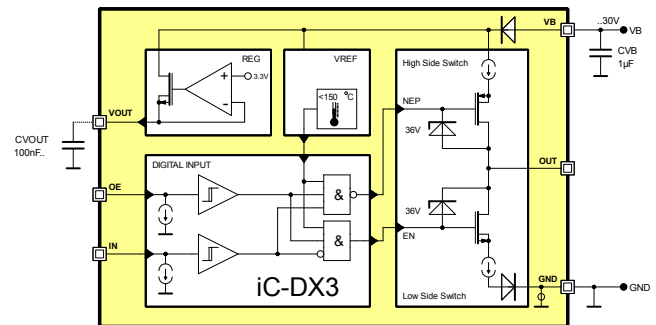 ..30V
VB
VB
CVB
1µF
REG
3.3V
VREF
<150 °C
High Side Switch
NEP
36V
VOUT
CVOUT
100nF..
DIGITAL INPUT
&
OE
OUT
36V
&
EN
IN
iC-DX3
GND
GND
Low Side Switch